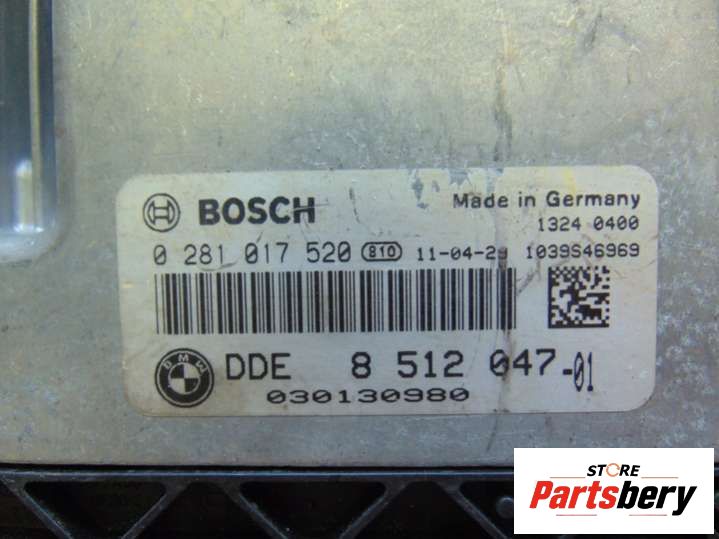 BOSCH Made in Germany
1324 0400
0 281 017 520 810 11-04-29 1039S46969
BMW DDE 8 512 047-01
030130980
STORE
Partsbery